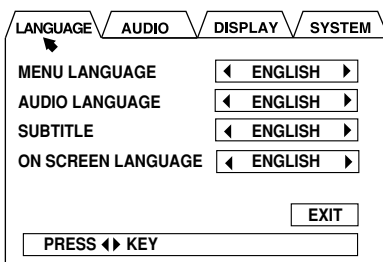 LANGUAGE AUDIO DISPLAY SYSTEM
MENU LANGUAGE ENGLISH
AUDIO LANGUAGE ENGLISH
SUBTITLE ENGLISH
ON SCREEN LANGUAGE ENGLISH
EXIT
PRESS ◀▶ KEY